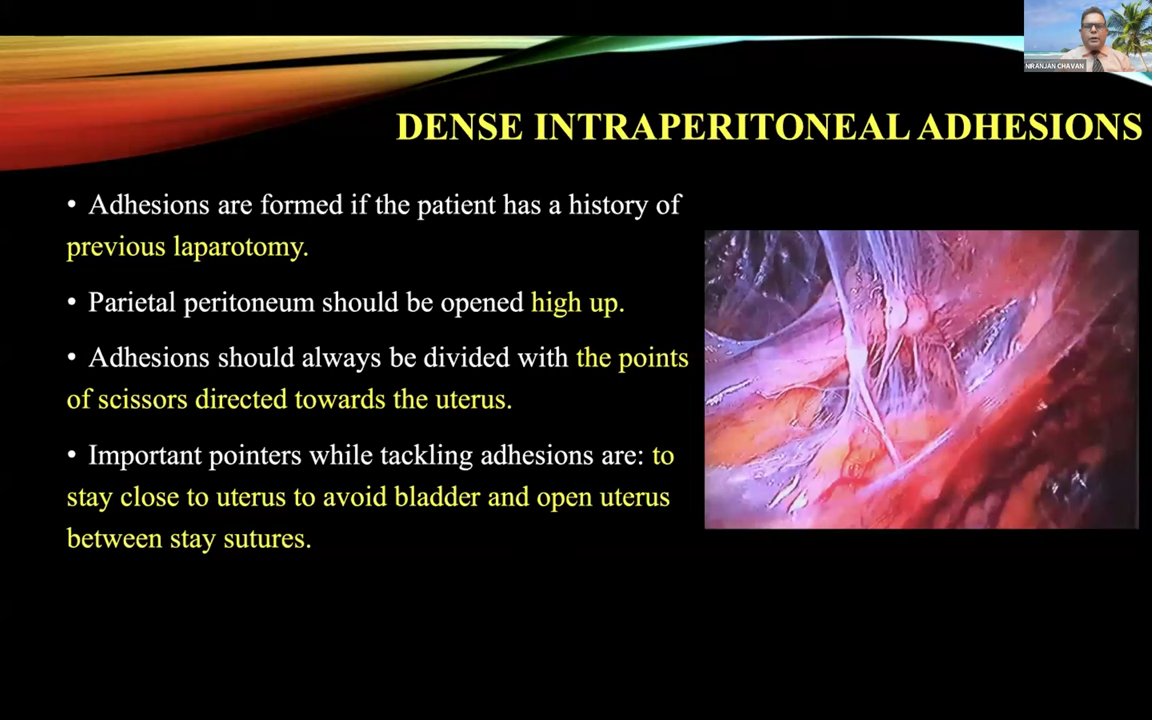 NIRANJAN CHAVAN
DENSE INTRAPERITONEAL ADHESIONS
• Adhesions are formed if the patient has a history of
previous laparotomy.
• Parietal peritoneum should be opened high up.
• Adhesions should always be divided with the points
of scissors directed towards the uterus.
• Important pointers while tackling adhesions are: to
stay close to uterus to avoid bladder and open uterus
between stay sutures.